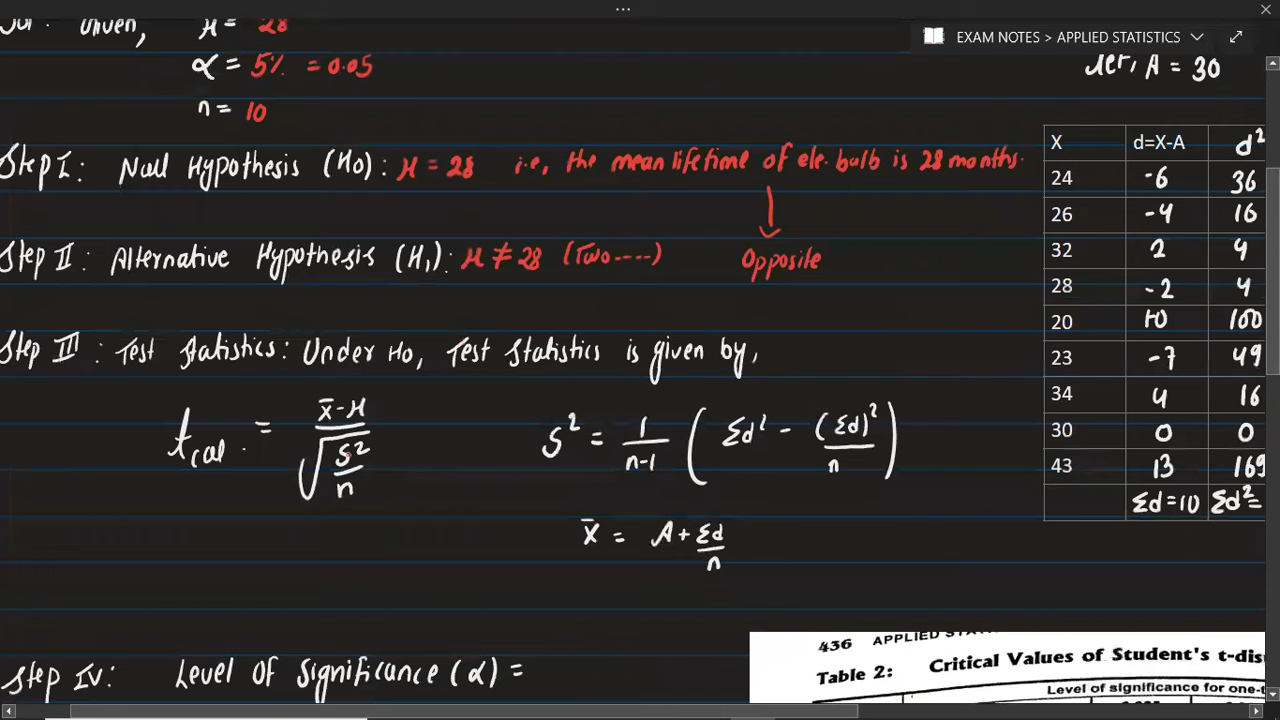 Given, μ = 28
EXAM NOTES > APPLIED STATISTICS
α = 5% = 0.05
Let, A = 30
n = 10
Step I: Null Hypothesis (H0): μ = 28 i.e, the mean lifetime of ele. bulb is 28 months.
Step II: Alternative Hypothesis (H1): μ ≠ 28 (Two----)
Opposite
Step III: Test Statistics: Under H0, Test Statistics is given by,
t cal. = x̄-μ / √(S²/n)
S² = 1/(n-1) (Σd² - (Σd)²/n)
x̄ = A + Σd/n
X d=X-A d²
24 -6 36
26 -4 16
32 2 4
28 -2 4
20 10 100
23 -7 49
34 4 16
30 0 0
43 13 169
Σd=10 Σd²=
Step IV: Level Of Significance (α) =
436 APPLIED
Table 2: Critical Values of Student's t-dis
Level of significance for one-t